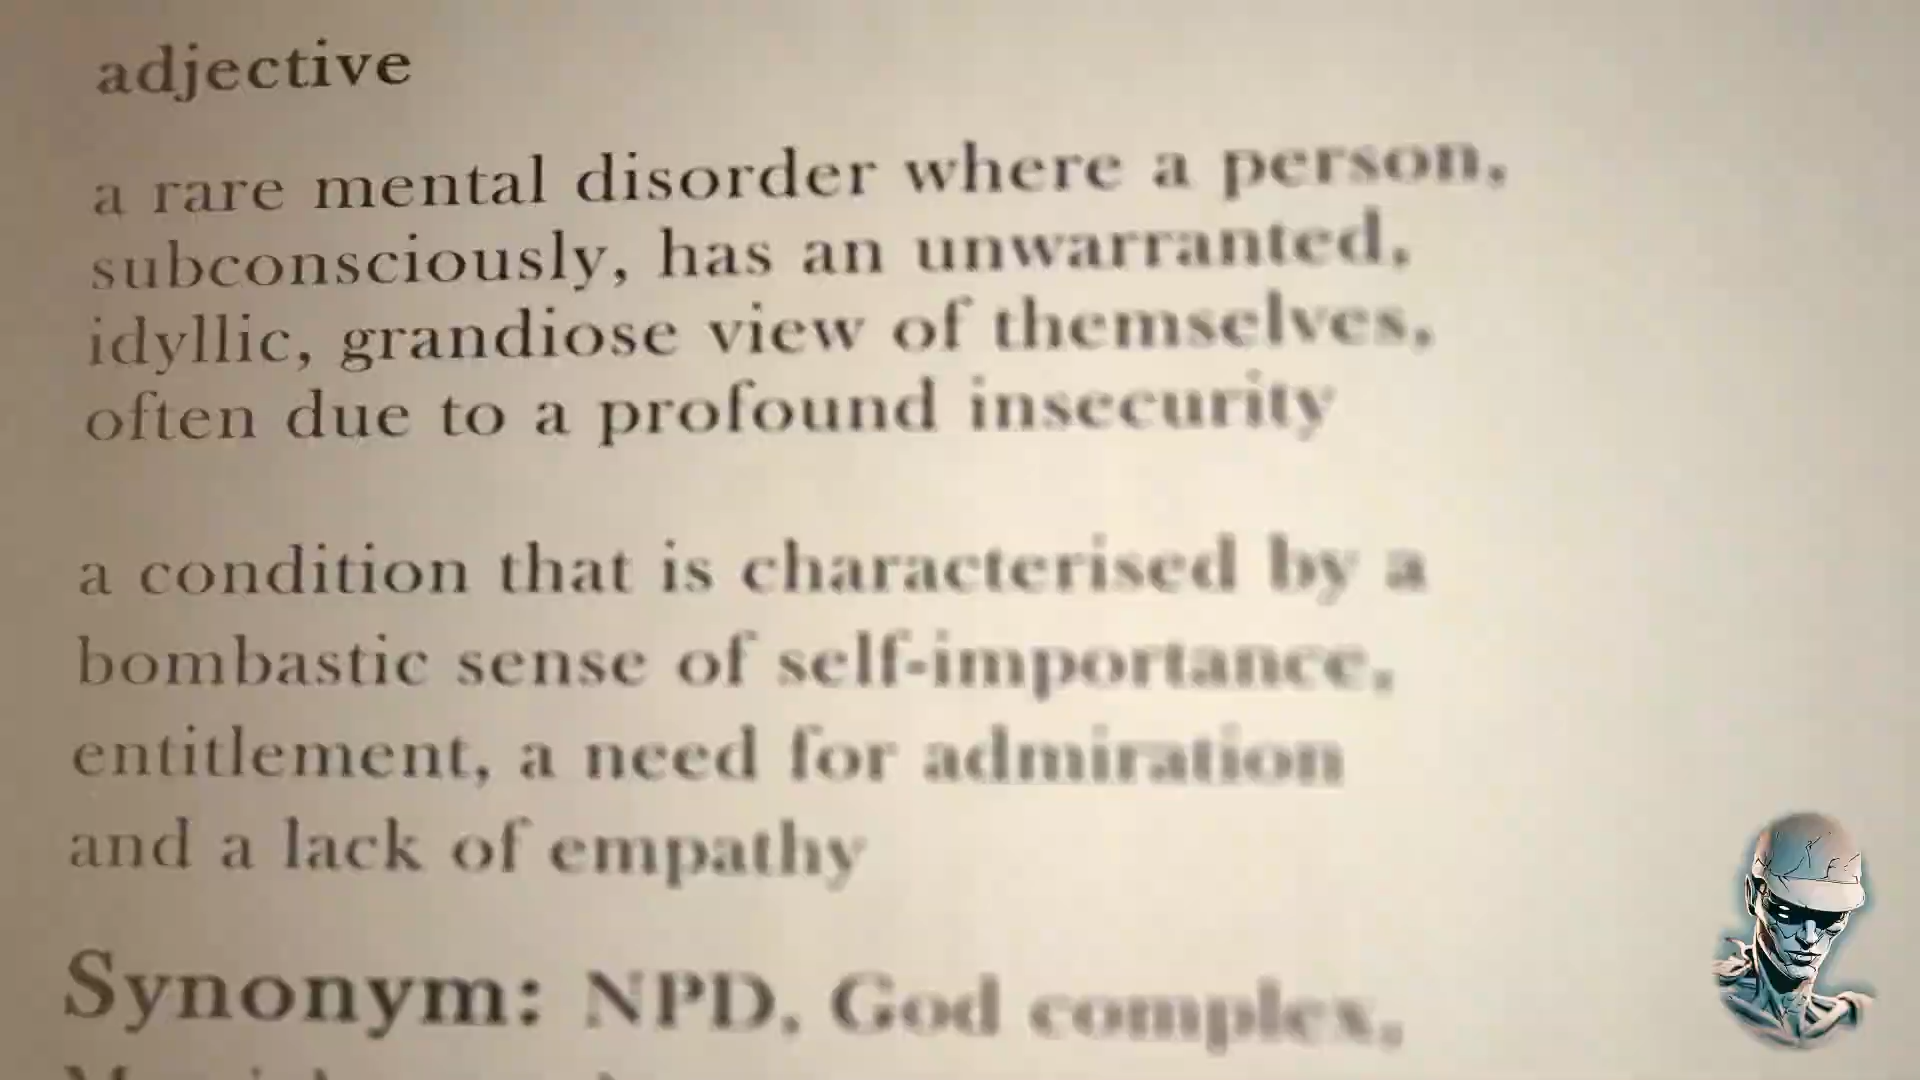 adjective
a rare mental disorder where a person,
subconsciously, has an unwarranted,
idyllic, grandiose view of themselves,
often due to a profound insecurity
a condition that is characterised by a
bombastic sense of self-importance,
entitlement, a need for admiration
and a lack of empathy
Synonym: NPD, God complex,